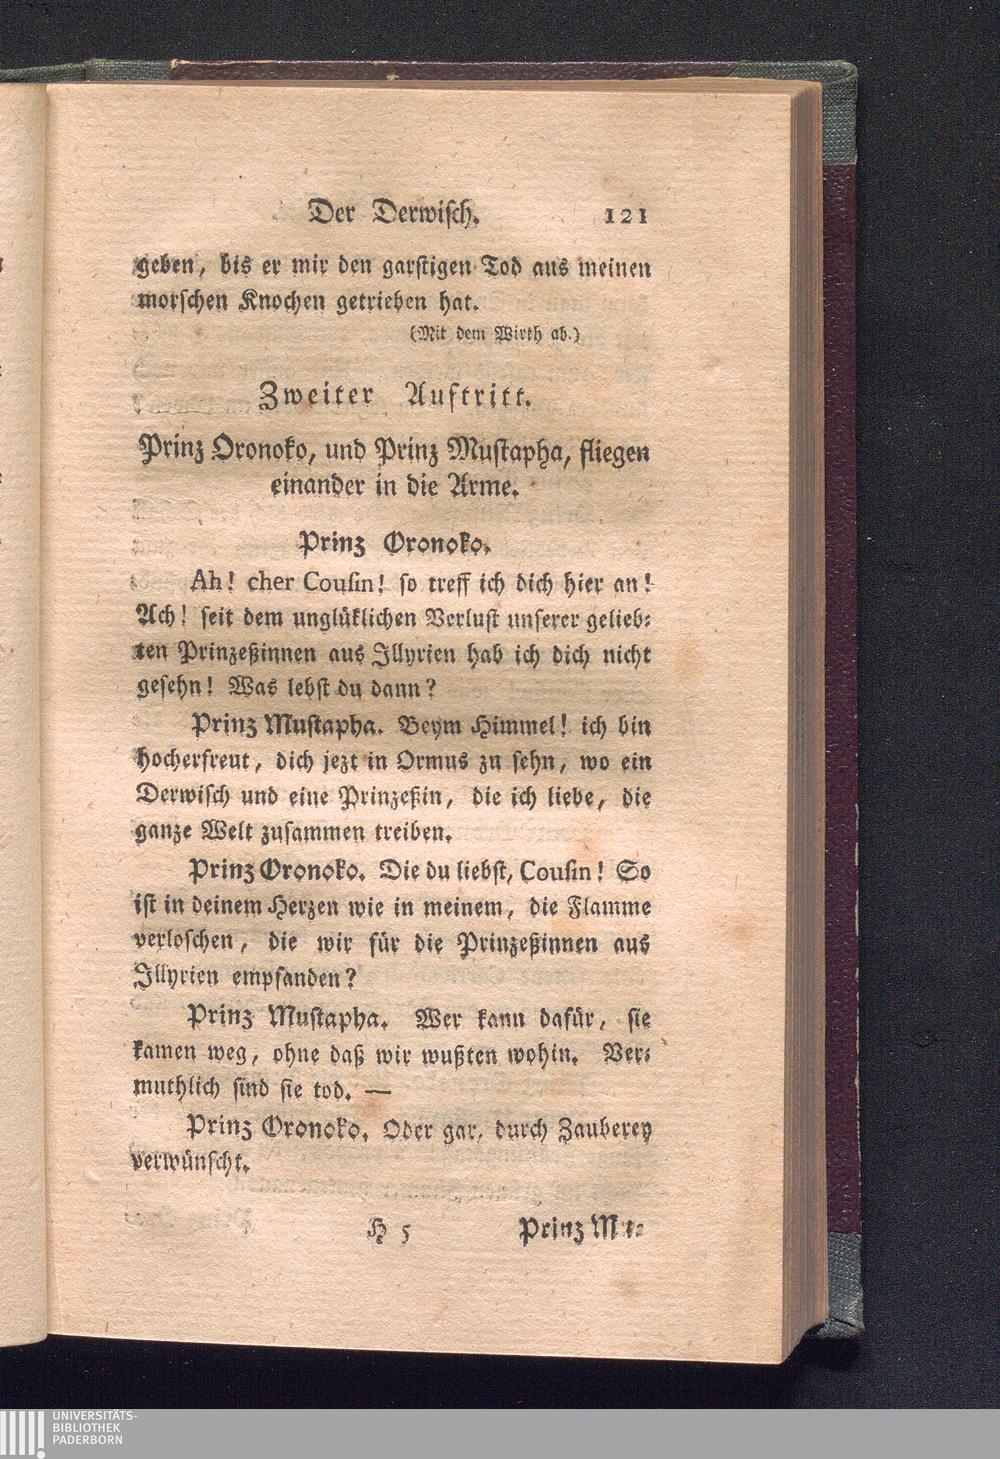 Der Derwiſch. 121
geben, bis er mir den garſtigen Tod aus meinen
morſchen Knochen getrieben hat.
(Mit dem Wirth ab.)
Zweiter Auftritt.
Prinz Oronoko, und Prinz Muſtapha, fliegen
einander in die Arme.
Prinz Oronoko.
Ah! cher Couſin! ſo treff ich dich hier an!
Ach! ſeit dem unglüklichen Verluſt unſerer gelieb⸗
ten Prinzeßinnen aus Illyrien hab ich dich nicht
geſehn! Was lebſt du dann?
Prinz Muſtapha. Beym Himmel! ich bin
hocherfreut, dich jezt in Ormus zu ſehn, wo ein
Derwiſch und eine Prinzeßin, die ich liebe, die
ganze Welt zuſammen treiben.
Prinz Oronoko. Die du liebſt, Couſin! So
iſt in deinem Herzen wie in meinem, die Flamme
verloſchen, die wir für die Prinzeßinnen aus
Illyrien empfanden?
Prinz Muſtapha. Wer kann dafür, ſie
kamen weg, ohne daß wir wußten wohin. Ver⸗
muthlich ſind ſie tod. —
Prinz Oronoko. Oder gar, durch Zauberey
verwünſcht.
H 5 Prinz Mu⸗
UNIVERSITÄTS-
BIBLIOTHEK
PADERBORN